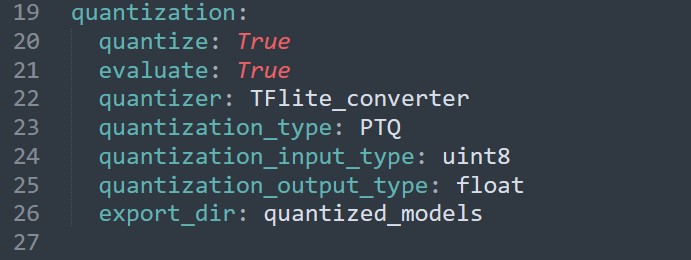 19 quantization:
20   quantize: True
21   evaluate: True
22   quantizer: TFlite_converter
23   quantization_type: PTQ
24   quantization_input_type: uint8
25   quantization_output_type: float
26   export_dir: quantized_models
27